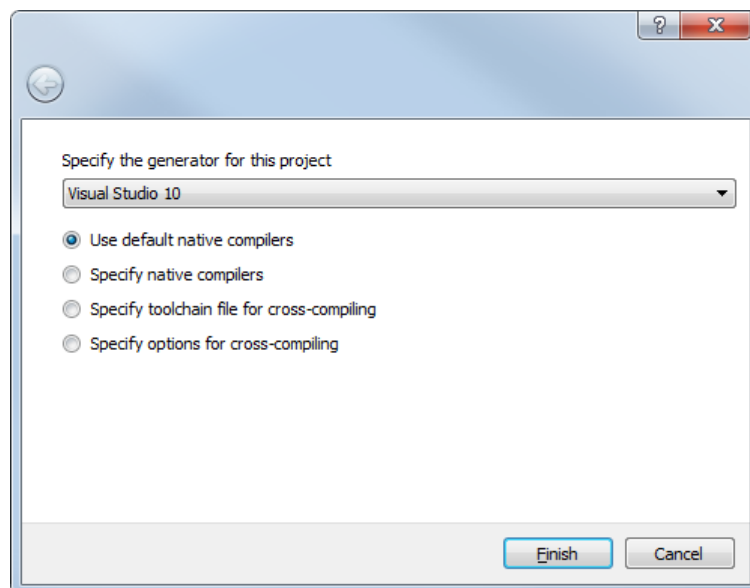 Specify the generator for this project
Visual Studio 10
Use default native compilers
Specify native compilers
Specify toolchain file for cross-compiling
Specify options for cross-compiling
Finish Cancel